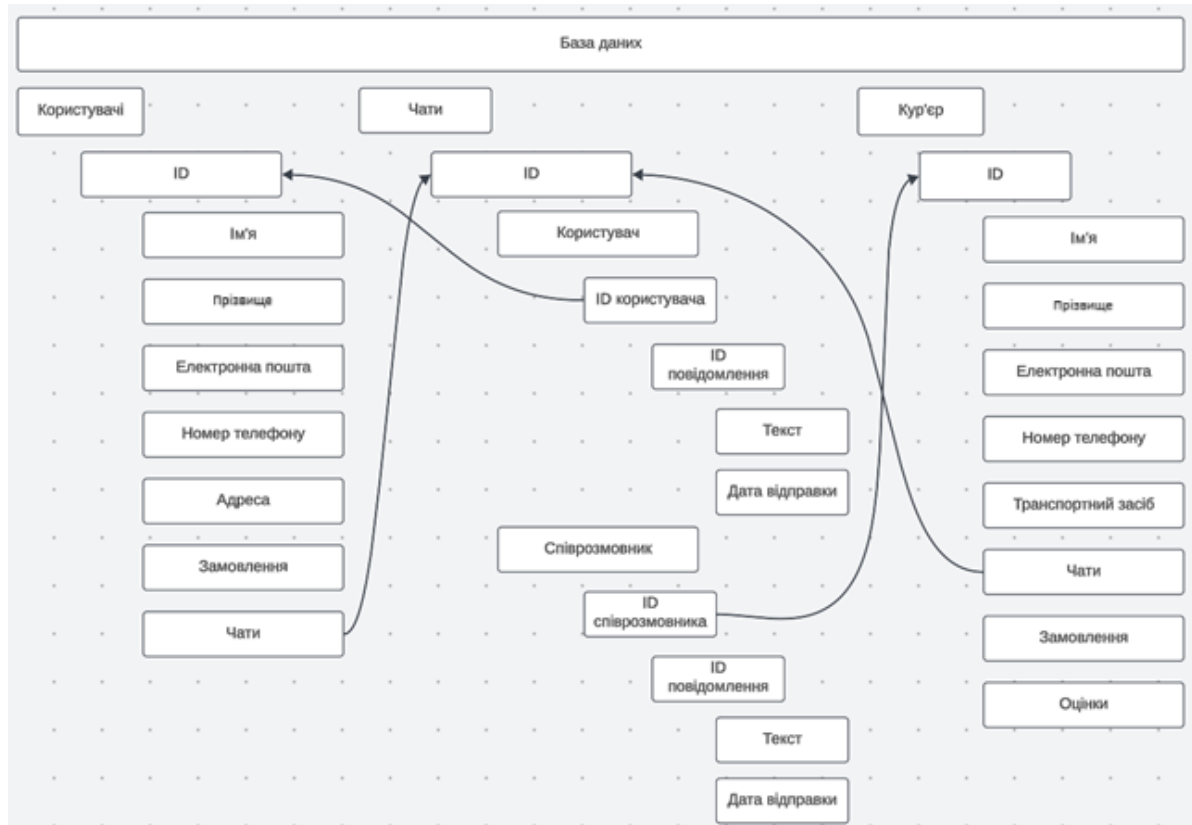 База даних
Користувачі
Чати
Кур'єр
ID
ID
ID
Ім'я
Прізвище
Електронна пошта
Номер телефону
Адреса
Замовлення
Чати
Користувач
ID користувача
ID
повідомлення
Текст
Дата відправки
Співрозмовник
ID
співрозмовника
ID
повідомлення
Текст
Дата відправки
Ім'я
Прізвище
Електронна пошта
Номер телефону
Транспортний засіб
Чати
Замовлення
Оцінки